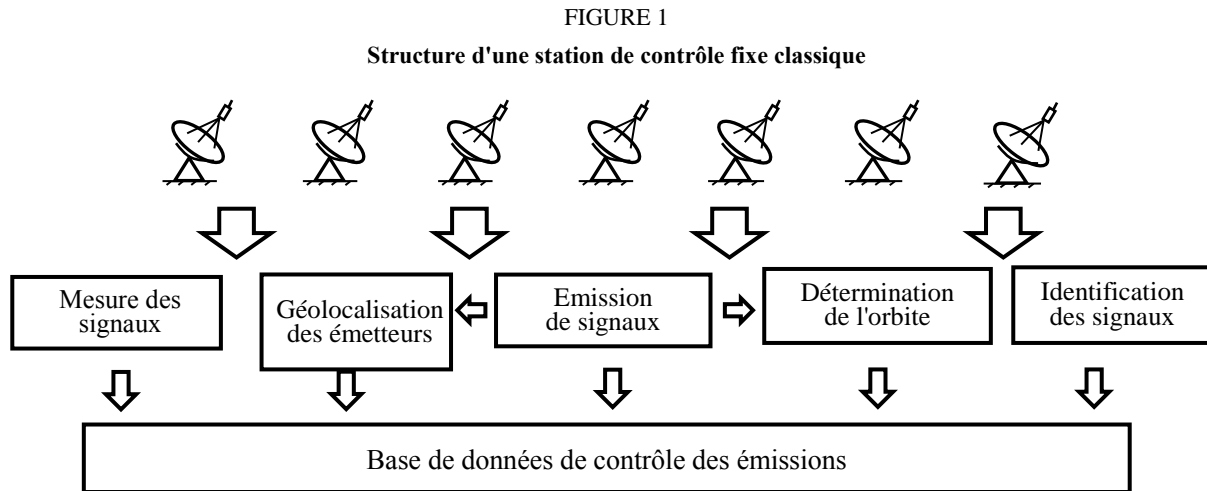 FIGURE 1
Structure d'une station de contrôle fixe classique
Mesure des
signaux
Géolocalisation
des émetteurs
Emission
de signaux
Détermination
de l'orbite
Identification
des signaux
Base de données de contrôle des émissions